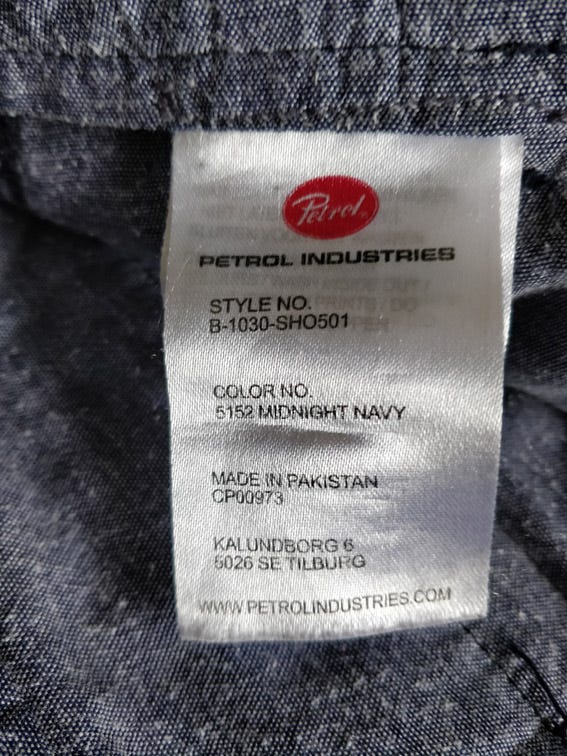 Petrol
PETROL INDUSTRIES
STYLE NO.
B-1030-SHO501
COLOR NO.
5152 MIDNIGHT NAVY
MADE IN PAKISTAN
CP00973
KALUNDBORG 6
5026 SE TILBURG
WWW.PETROLINDUSTRIES.COM